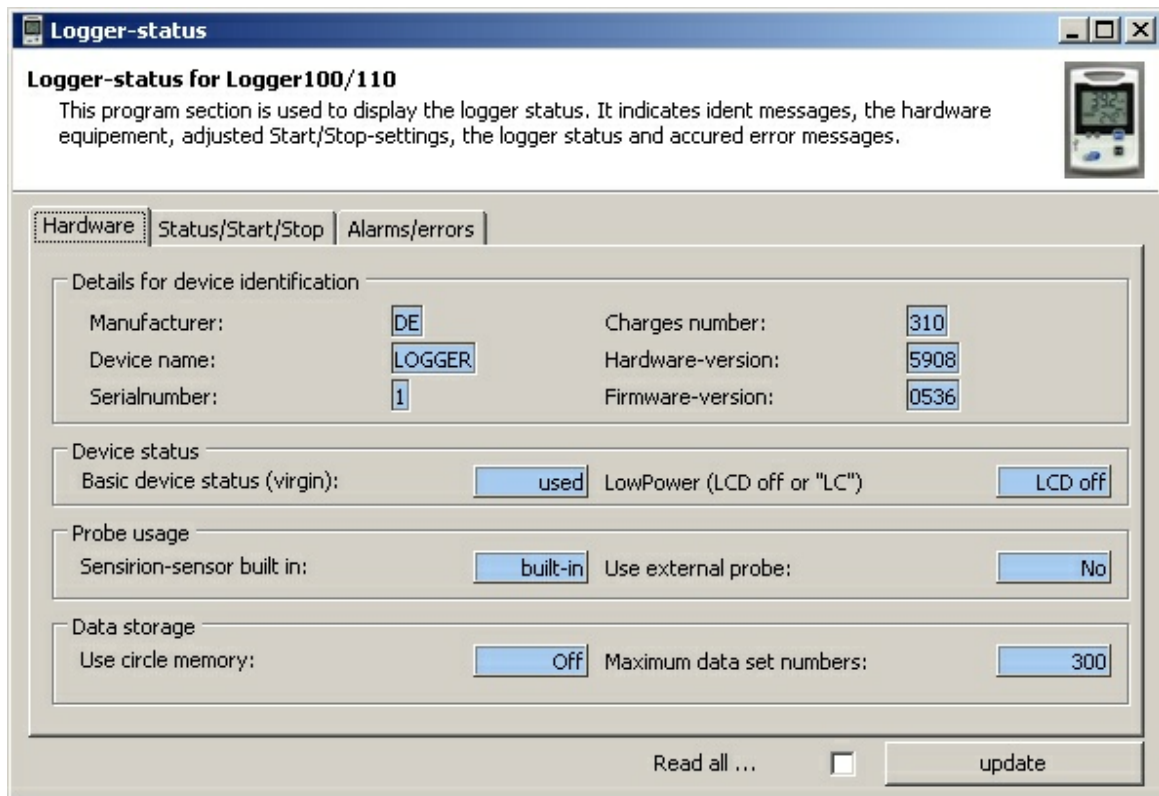 Logger-status
Logger-status for Logger100/110
This program section is used to display the logger status. It indicates ident messages, the hardware
equipement, adjusted Start/Stop-settings, the logger status and accured error messages.
Hardware Status/Start/Stop Alarms/errors
Details for device identification
Manufacturer: DE Charges number: 310
Device name: LOGGER Hardware-version: 5908
Serialnumber: 1 Firmware-version: 0536
Device status
Basic device status (virgin): used LowPower (LCD off or "LC") LCD off
Probe usage
Sensirion-sensor built in: built-in Use external probe: No
Data storage
Use circle memory: Off Maximum data set numbers: 300
Read all ... update